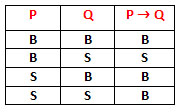 P Q P → Q
B B B
B S S
S B B
S S B